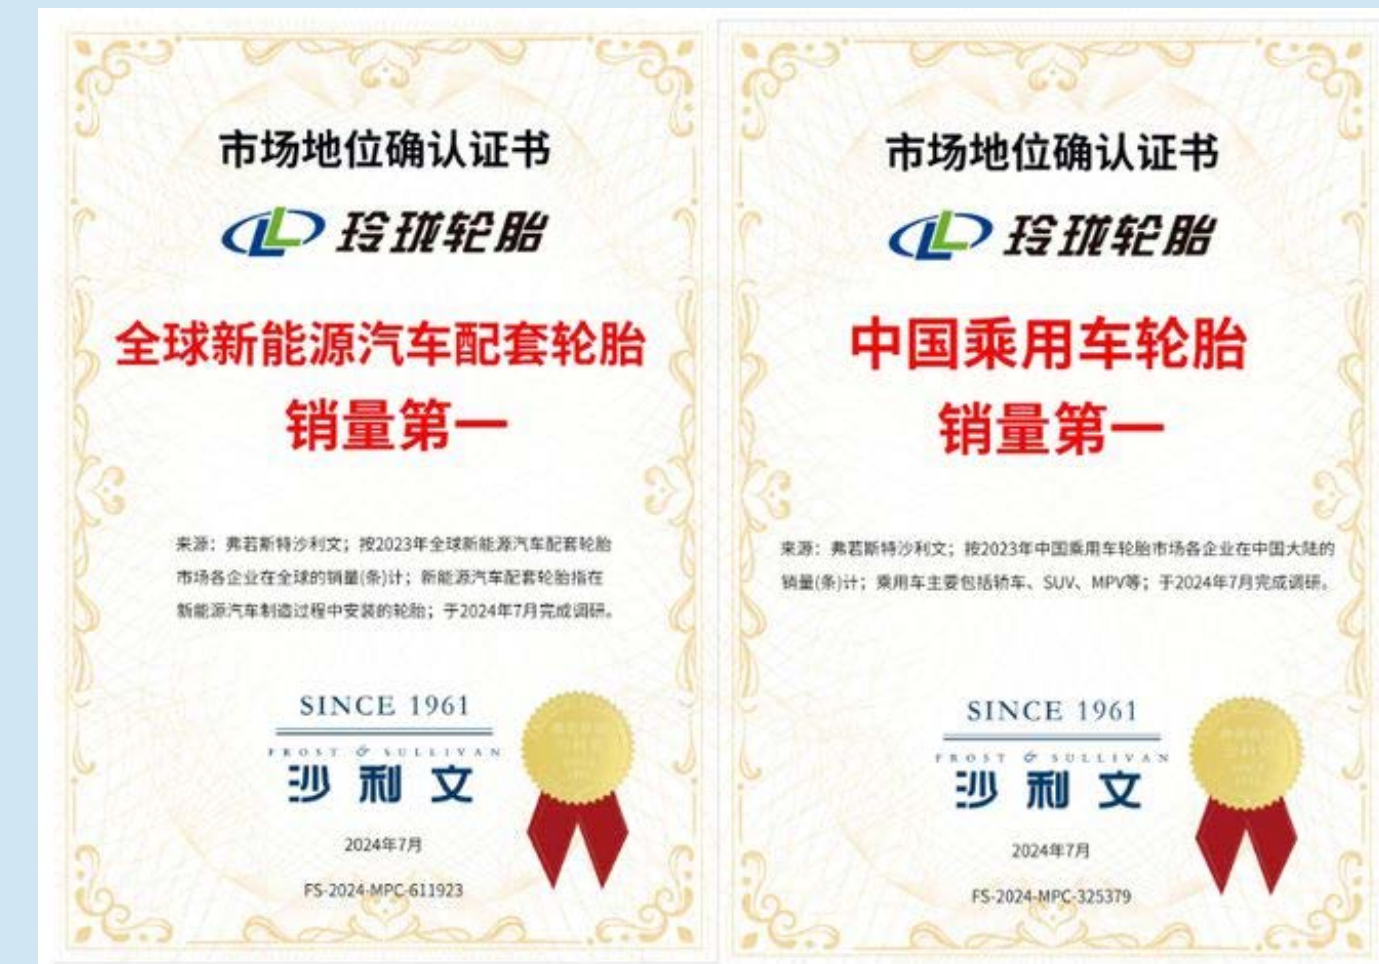 市场地位确认证书
玲珑轮胎
全球新能源汽车配套轮胎
销量第一
来源：弗若斯特沙利文；按2023年全球新能源汽车配套轮胎
市场各企业在全球的销量(条)计；新能源汽车配套轮胎指在
新能源汽车制造过程中安装的轮胎；于2024年7月完成调研。
SINCE 1961
FROST & SULLIVAN
沙利文
2024年7月
FS-2024-MPC-611923
市场地位确认证书
玲珑轮胎
中国乘用车轮胎
销量第一
来源：弗若斯特沙利文；按2023年中国乘用车轮胎市场各企业在中国大陆的
销量(条)计；乘用车主要包括轿车、SUV、MPV等；于2024年7月完成调研。
SINCE 1961
FROST & SULLIVAN
沙利文
2024年7月
FS-2024-MPC-325379